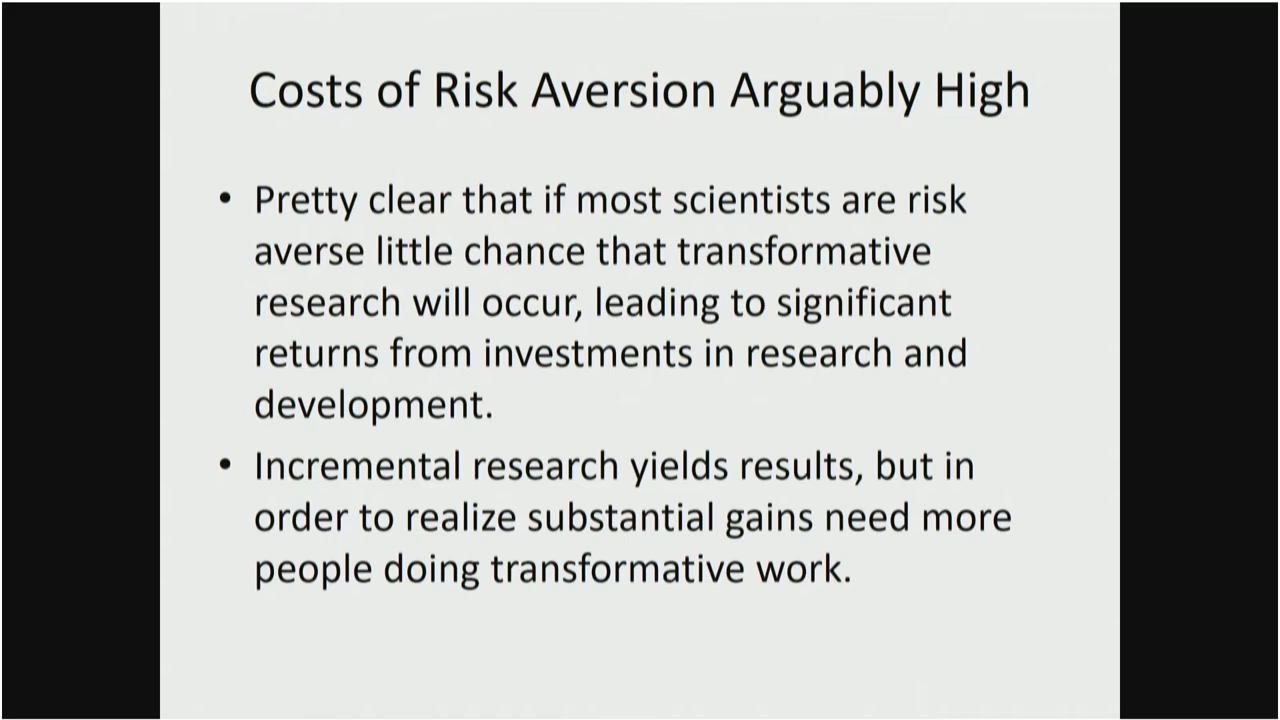 Costs of Risk Aversion Arguably High
• Pretty clear that if most scientists are risk
averse little chance that transformative
research will occur, leading to significant
returns from investments in research and
development.
• Incremental research yields results, but in
order to realize substantial gains need more
people doing transformative work.